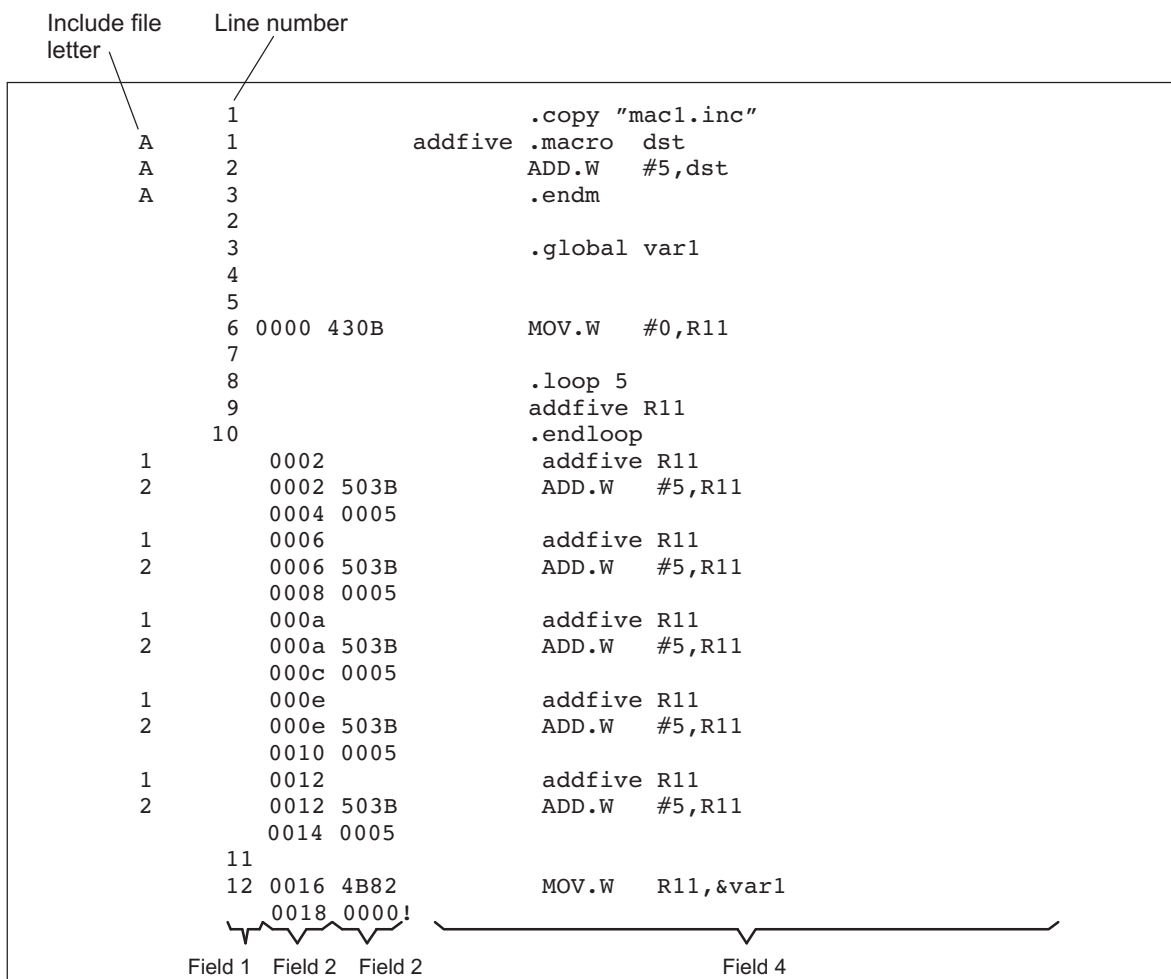 Include file letter
Line number
1 .copy ″mac1.inc″
A 1 addfive .macro dst
A 2 ADD.W #5,dst
A 3 .endm
2
3 .global var1
4
5
6 0000 430B MOV.W #0,R11
7
8 .loop 5
9 addfive R11
10 .endloop
1 0002 addfive R11
2 0002 503B ADD.W #5,R11
0004 0005
1 0006 addfive R11
2 0006 503B ADD.W #5,R11
0008 0005
1 000a addfive R11
2 000a 503B ADD.W #5,R11
000c 0005
1 000e addfive R11
2 000e 503B ADD.W #5,R11
0010 0005
1 0012 addfive R11
2 0012 503B ADD.W #5,R11
0014 0005
11
12 0016 4B82 MOV.W R11,&var1
0018 0000!
Field 1 Field 2 Field 2 Field 4